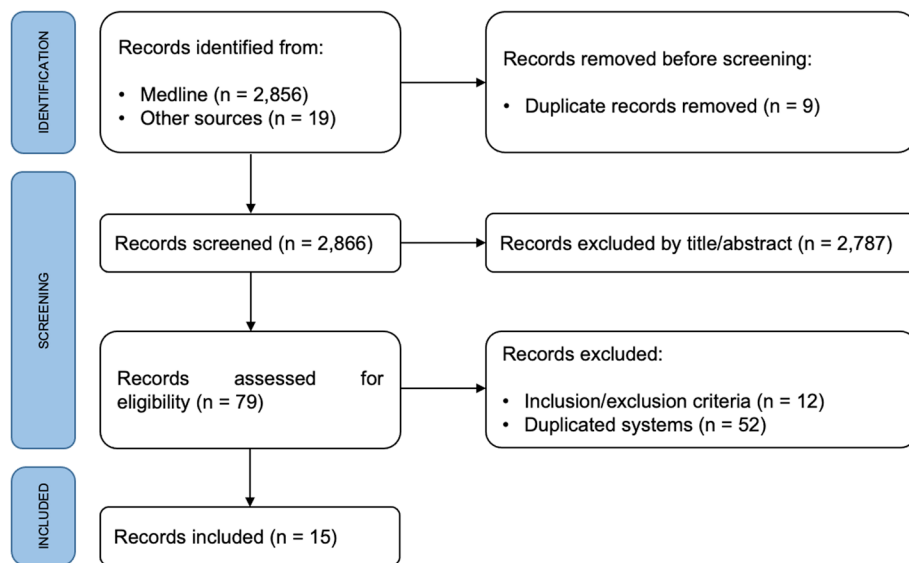 IDENTIFICATION
Records identified from:
• Medline (n = 2,856)
• Other sources (n = 19)
Records removed before screening:
• Duplicate records removed (n = 9)
SCREENING
Records screened (n = 2,866)
Records excluded by title/abstract (n = 2,787)
Records assessed for
eligibility (n = 79)
Records excluded:
• Inclusion/exclusion criteria (n = 12)
• Duplicated systems (n = 52)
INCLUDED
Records included (n = 15)